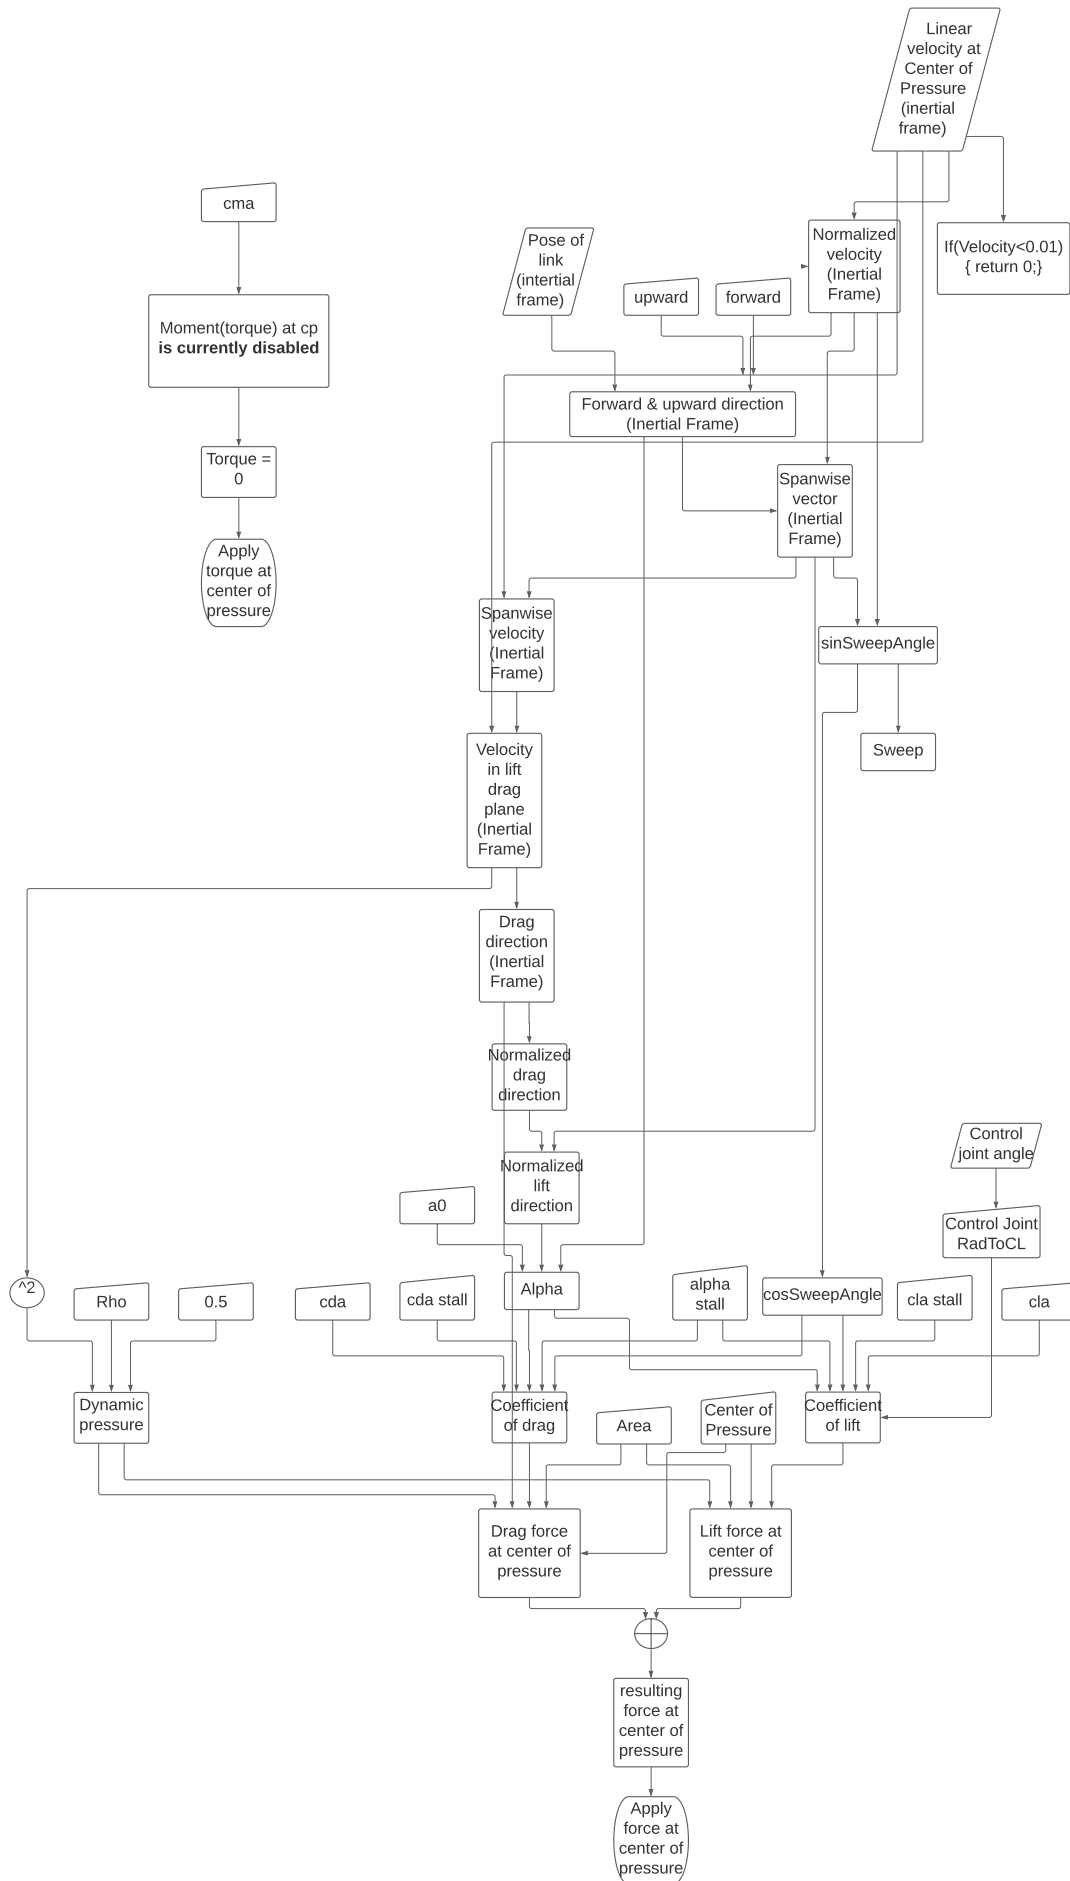 Linear
velocity at
Center of
Pressure
(inertial
frame)
cma
Normalized
velocity
(Inertial
Frame)
If(Velocity<0.01)
{ return 0;}
Pose of
link
(intertial
frame)
upward
forward
Moment(torque) at cp
is currently disabled
Forward & upward direction
(Inertial Frame)
Torque =
0
Spanwise
vector
(Inertial
Frame)
Apply
torque at
center of
pressure
Spanwise
velocity
(Inertial
Frame)
sinSweepAngle
Velocity
in lift
drag
plane
(Inertial
Frame)
Sweep
Drag
direction
(Inertial
Frame)
Normalized
drag
direction
Control
joint angle
Normalized
lift
direction
a0
Control Joint
RadToCL
^2
Rho
0.5
cda
cda stall
Alpha
alpha
stall
cosSweepAngle
cla stall
cla
Dynamic
pressure
Coefficient
of drag
Area
Center of
Pressure
Coefficient
of lift
Drag force
at center of
pressure
Lift force at
center of
pressure
resulting
force at
center of
pressure
Apply
force at
center of
pressure